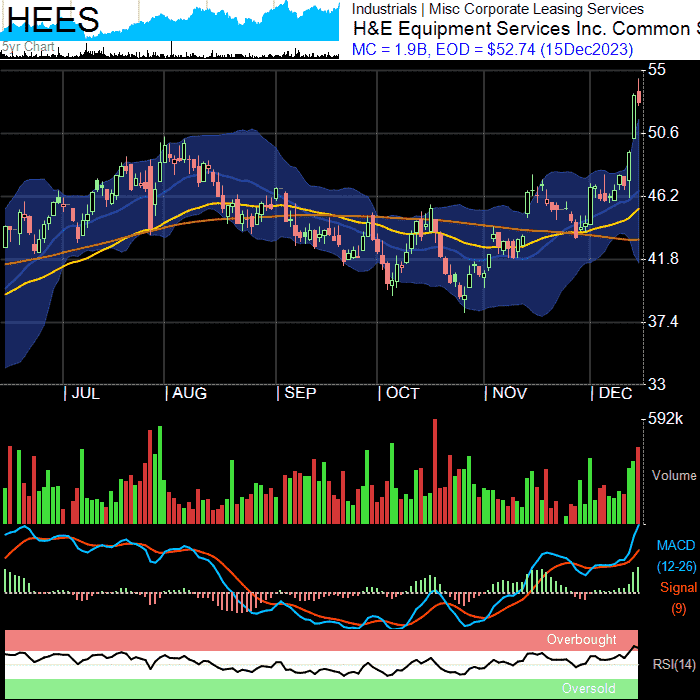 HEES
5yr Chart
Industrials | Misc Corporate Leasing Services
H&E Equipment Services Inc. Common S
MC = 1.9B, EOD = $52.74 (15Dec2023)
55
50.6
46.2
41.8
37.4
33
JUL AUG SEP OCT NOV DEC
592k
Volume
MACD
(12-26)
Signal
(9)
Overbought
RSI(14)
Oversold